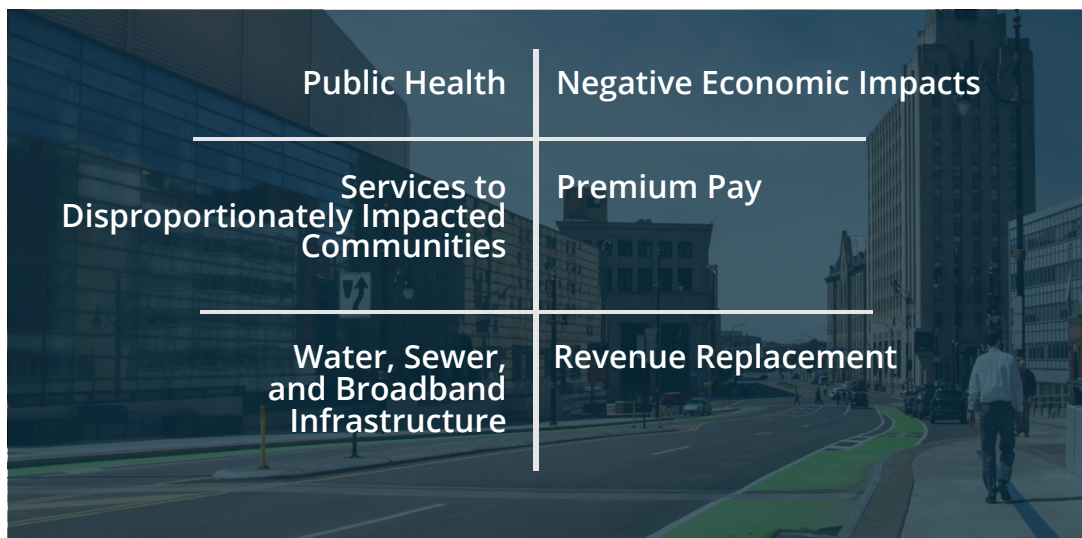 Public Health
Negative Economic Impacts
Services to
Disproportionately Impacted
Communities
Premium Pay
Water, Sewer,
and Broadband
Infrastructure
Revenue Replacement